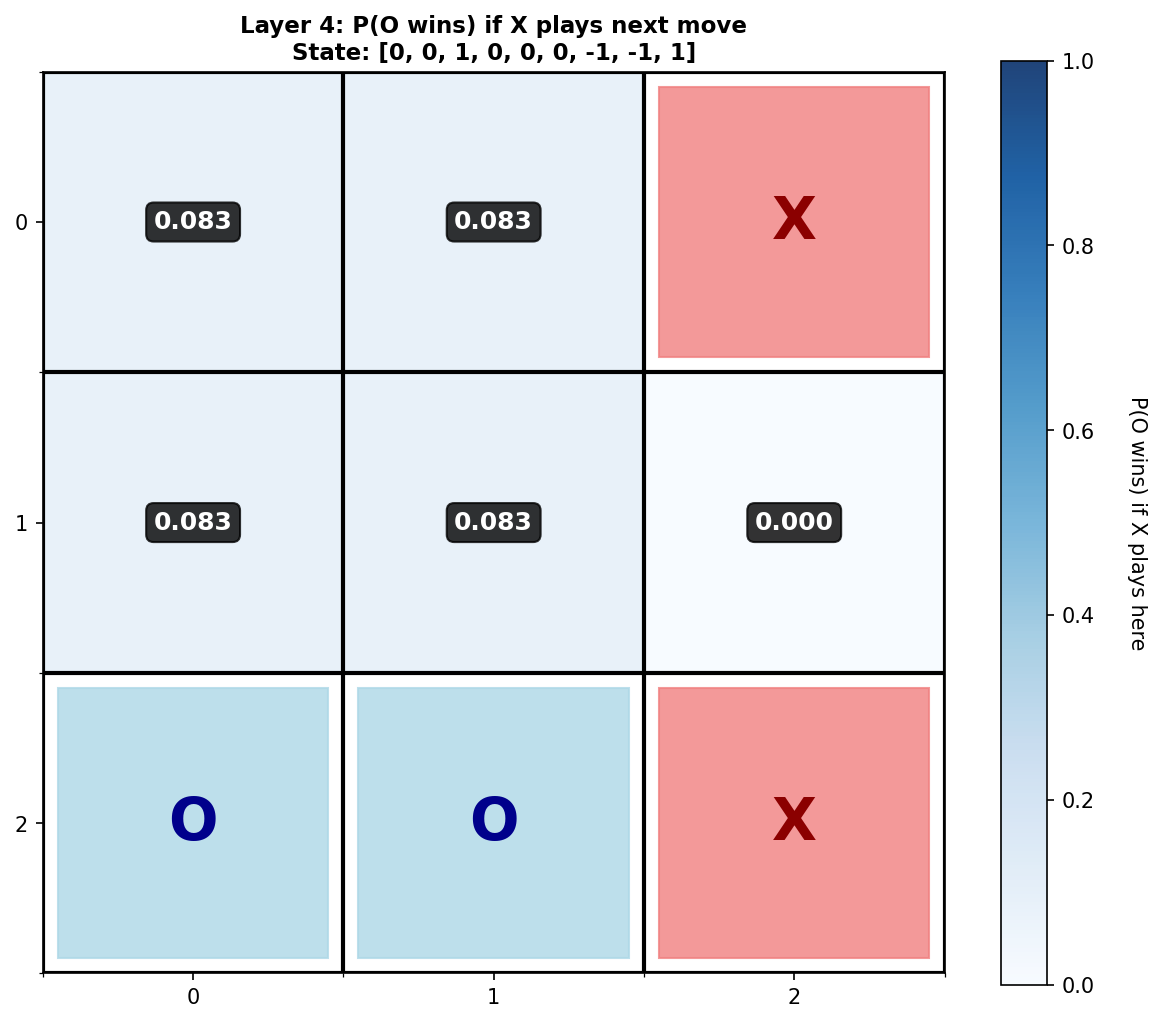 Layer 4: P(O wins) if X plays next move
State: [0, 0, 1, 0, 0, 0, -1, -1, 1]
0
0.083
0.083
X
1
0.083
0.083
0.000
2
O
O
X
0
1
2
1.0
0.8
0.6
0.4
0.2
0.0
P(O wins) if X plays here